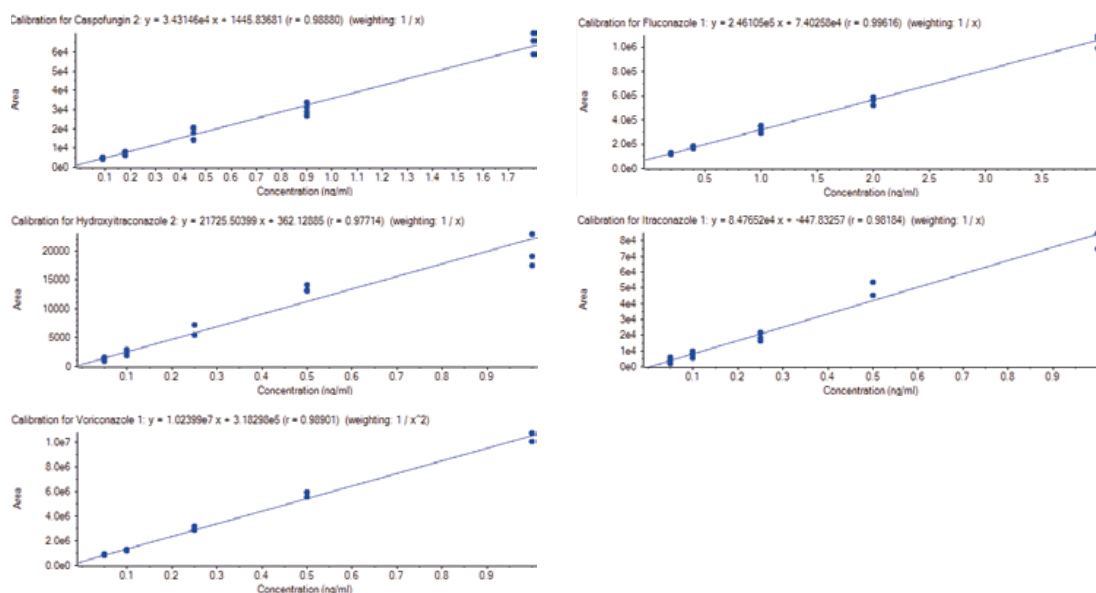 Calibration for Caspofungin 2: y = 3.43146e4 x + 1445.83681 (r = 0.98880) (weighting: 1 / x)
6e4
5e4
4e4
3e4
2e4
1e4
0e0
Area
0.1 0.2 0.3 0.4 0.5 0.6 0.7 0.8 0.9 1.0 1.1 1.2 1.3 1.4 1.5 1.6 1.7
Concentration (ng/ml)
Calibration for Fluconazole 1: y = 2.46105e5 x + 7.40258e4 (r = 0.99616) (weighting: 1 / x)
1.0e6
8.0e5
6.0e5
4.0e5
2.0e5
0.0e0
Area
0.5 1.0 1.5 2.0 2.5 3.0 3.5
Concentration (ng/ml)
Calibration for Hydroxyitraconazole 2: y = 21725.50399 x + 362.12885 (r = 0.97714) (weighting: 1 / x)
20000
15000
10000
5000
0
Area
0.1 0.2 0.3 0.4 0.5 0.6 0.7 0.8 0.9
Concentration (ng/ml)
Calibration for Itraconazole 1: y = 8.47652e4 x + -447.83257 (r = 0.98184) (weighting: 1 / x)
8e4
7e4
6e4
5e4
4e4
3e4
2e4
1e4
0e0
Area
0.1 0.2 0.3 0.4 0.5 0.6 0.7 0.8 0.9
Concentration (ng/ml)
Calibration for Voriconazole 1: y = 1.02399e7 x + 3.18298e5 (r = 0.98901) (weighting: 1 / x^2)
1.0e7
8.0e6
6.0e6
4.0e6
2.0e6
0.0e0
Area
0.1 0.2 0.3 0.4 0.5 0.6 0.7 0.8 0.9
Concentration (ng/ml)